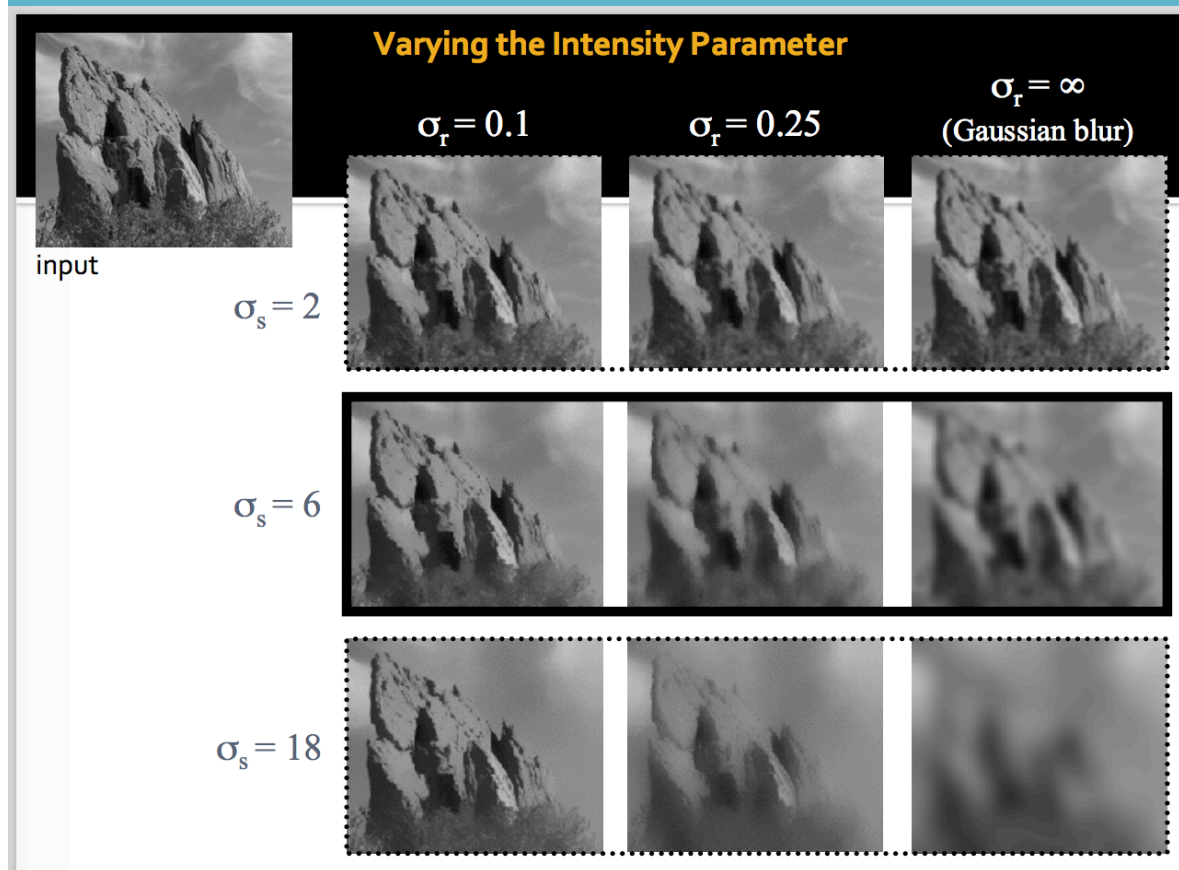 Varying the Intensity Parameter
σr = 0.1
σr = 0.25
σr = ∞
(Gaussian blur)
input
σs = 2
σs = 6
σs = 18